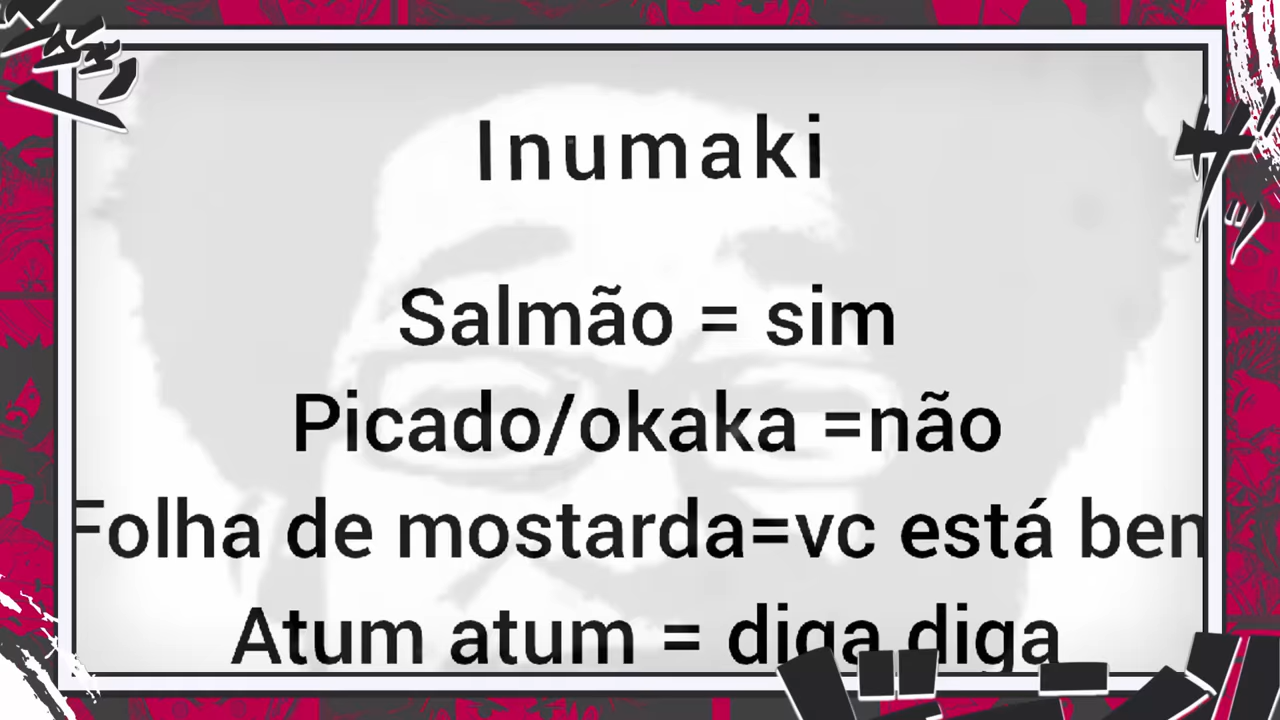 Inumaki
Salmão = sim
Picado/okaka =não
Folha de mostarda=vc está bem
Atum atum = diga diga